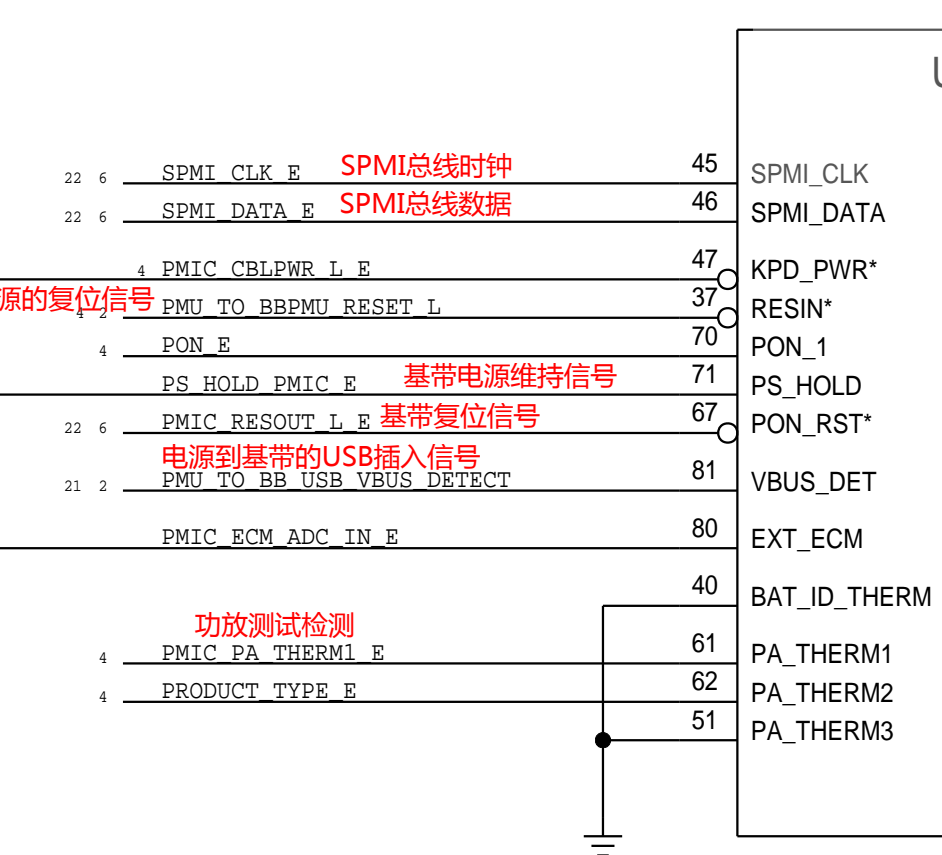 U
SPMI总线时钟
22 6 SPMI_CLK_E 45 SPMI_CLK
SPMI总线数据
22 6 SPMI_DATA_E 46 SPMI_DATA
4 PMIC_CBLPWR_L_E 47 KPD_PWR*
源的复位信号
4 2 PMU_TO_BBPMU_RESET_L 37 RESIN*
4 PON_E 70 PON_1
基带电源维持信号
PS_HOLD_PMIC_E 71 PS_HOLD
基带复位信号
22 6 PMIC_RESOUT_L_E 67 PON_RST*
电源到基带的USB插入信号
21 2 PMU_TO_BB_USB_VBUS_DETECT 81 VBUS_DET
PMIC_ECM_ADC_IN_E 80 EXT_ECM
40 BAT_ID_THERM
功放测试检测
4 PMIC_PA_THERM1_E 61 PA_THERM1
4 PRODUCT_TYPE_E 62 PA_THERM2
51 PA_THERM3